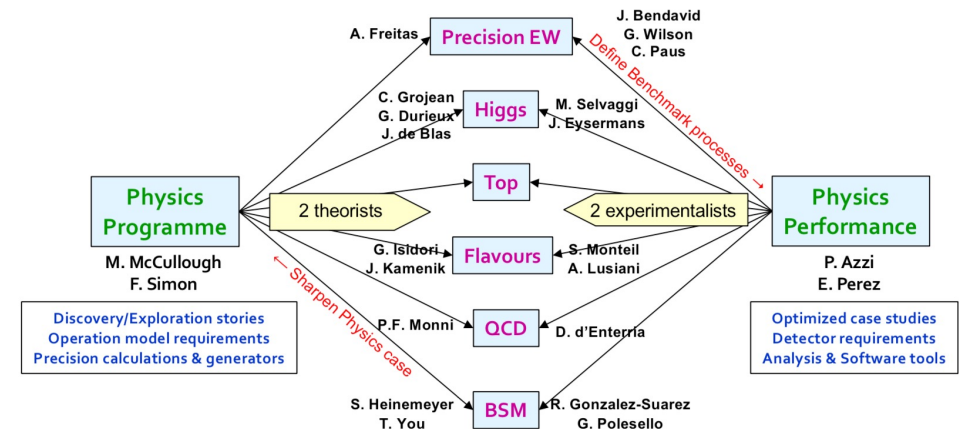 J. Bendavid
G. Wilson
C. Paus
A. Freitas
Precision EW
Define Benchmark processes →
C. Grojean
G. Durieux
J. de Blas
Higgs
M. Selvaggi
J. Eysermans
Top
Physics
Programme
2 theorists
2 experimentalists
Physics
Performance
M. McCullough
F. Simon
G. Isidori
J. Kamenik
Flavours
S. Monteil
A. Lusiani
P. Azzi
E. Perez
← Sharpen Physics case
Discovery/Exploration stories
Operation model requirements
Precision calculations & generators
P.F. Monni
QCD
D. d'Enterria
Optimized case studies
Detector requirements
Analysis & Software tools
S. Heinemeyer
T. You
BSM
R. Gonzalez-Suarez
G. Polesello